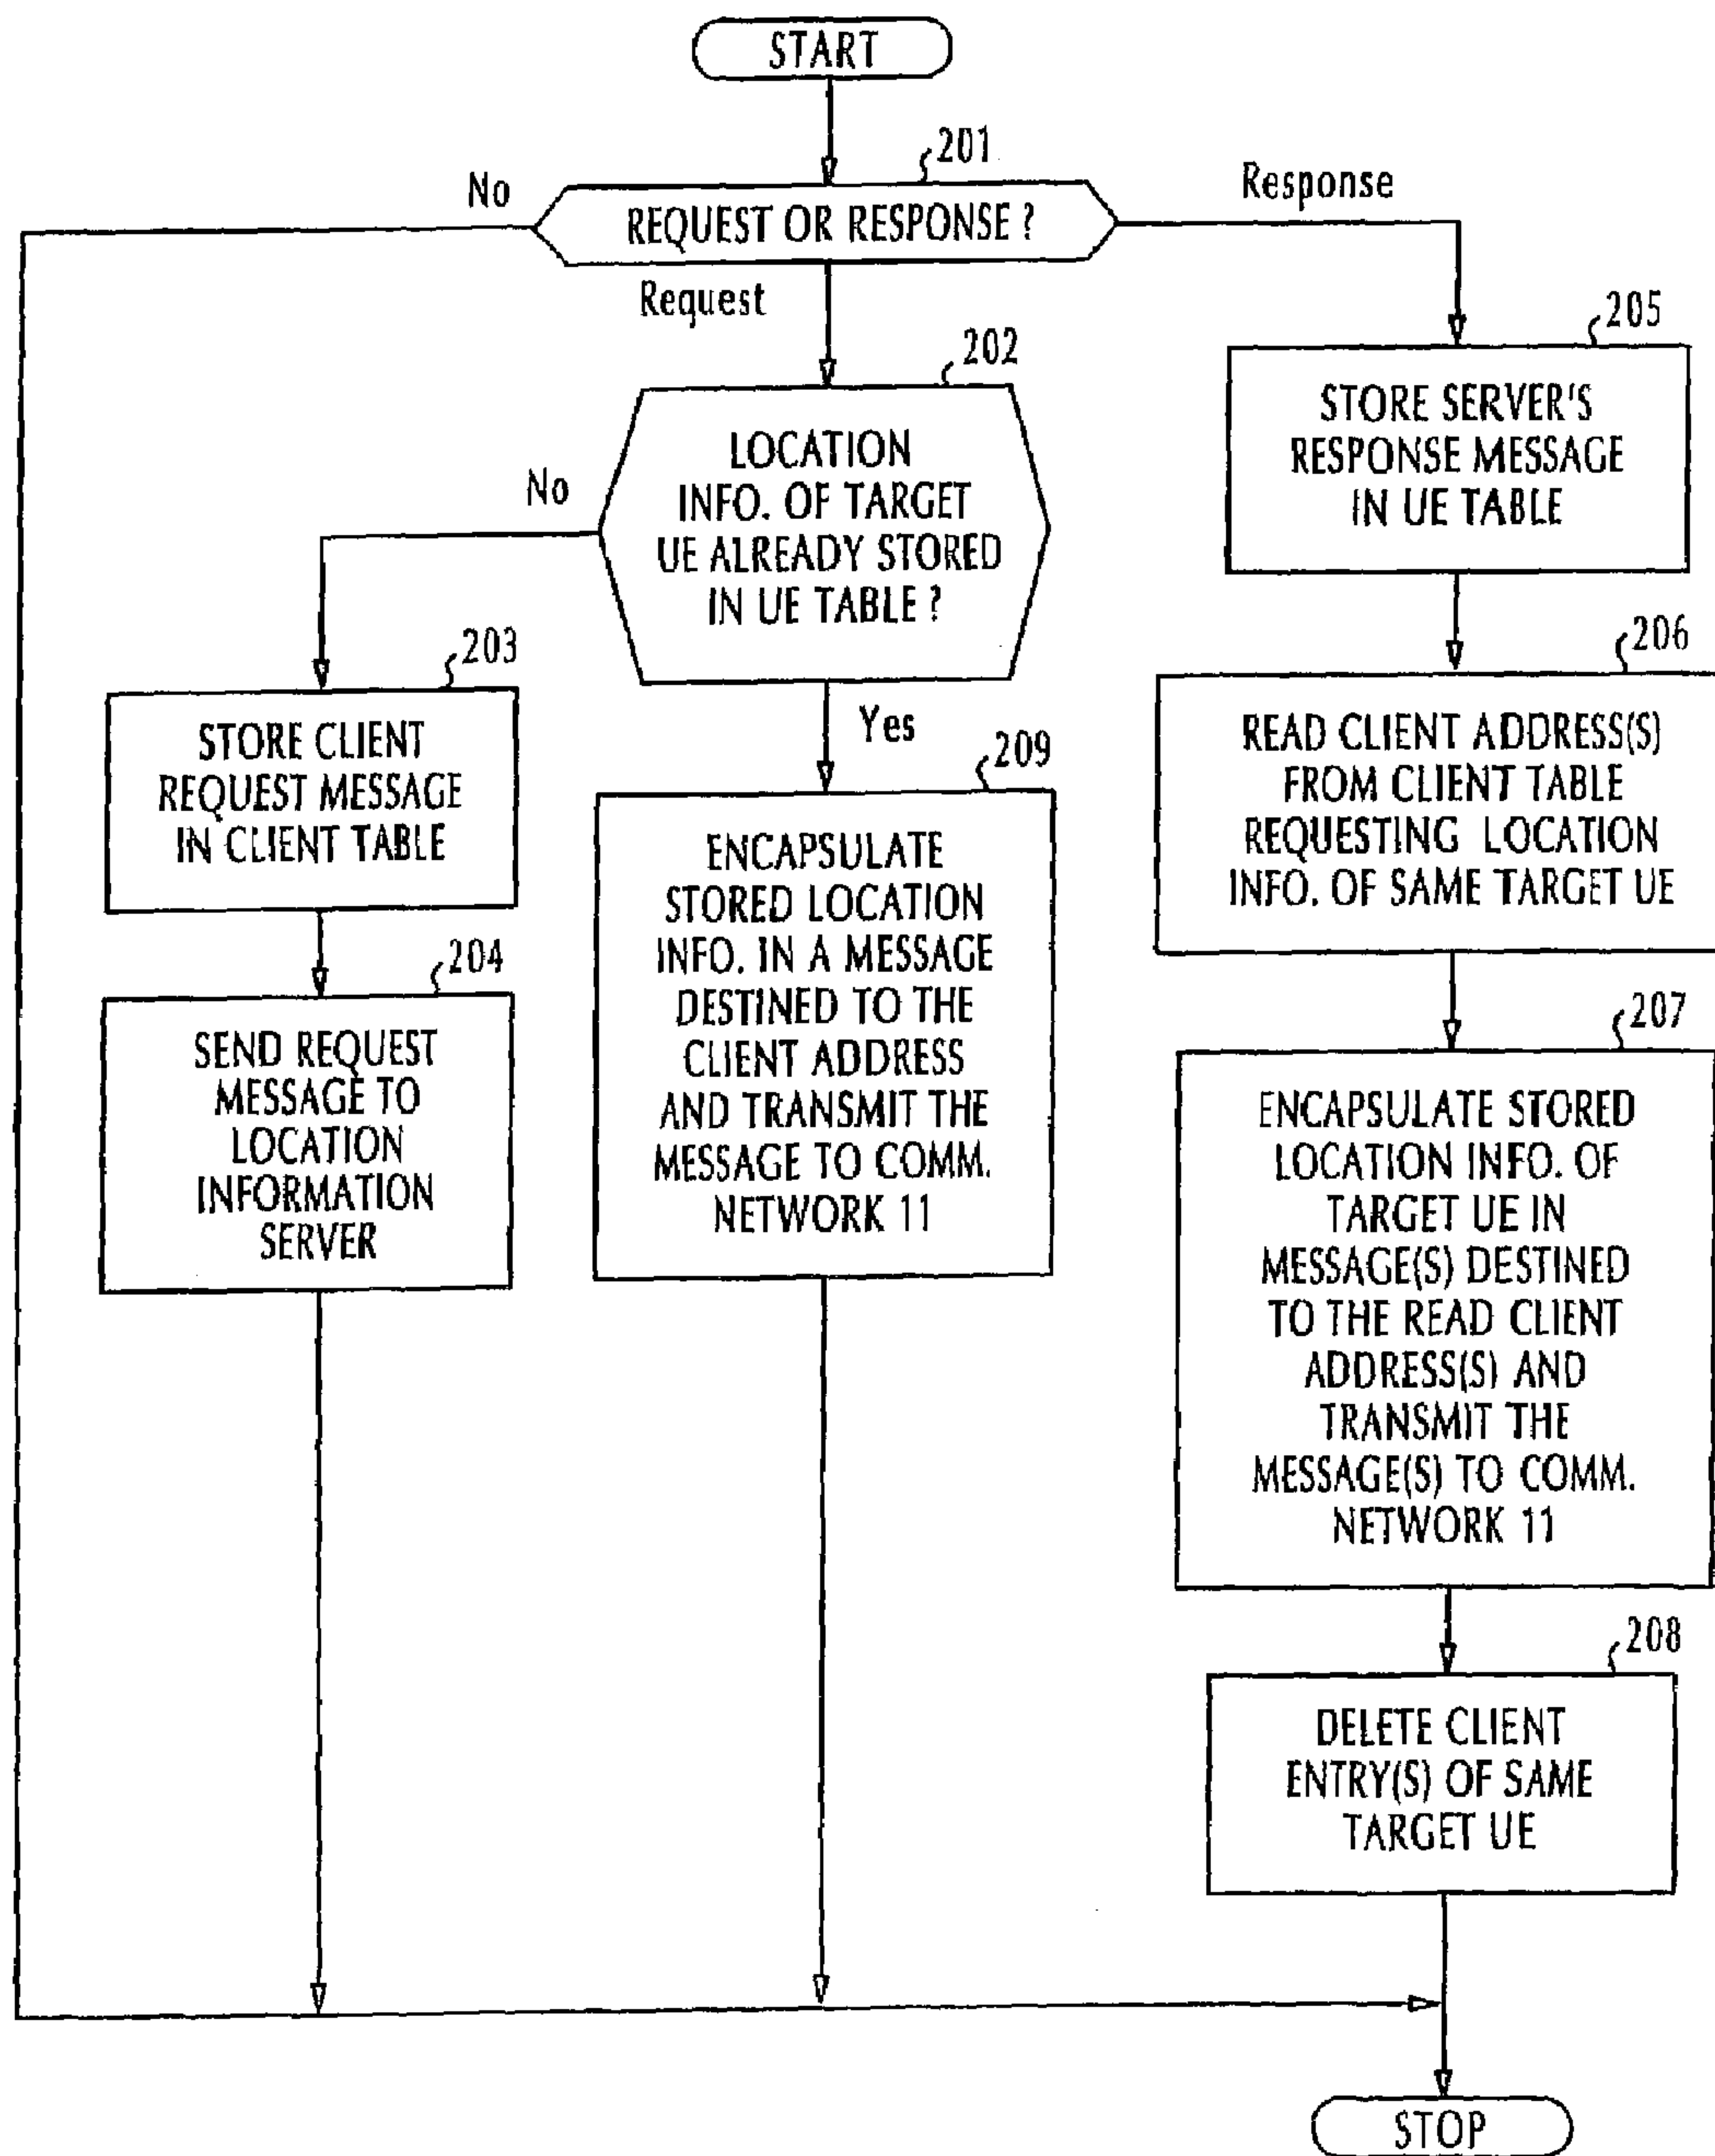 START
201
No
Response
REQUEST OR RESPONSE ?
Request
202
LOCATION
INFO. OF TARGET
UE ALREADY STORED
IN UE TABLE ?
No
Yes
203
STORE CLIENT
REQUEST MESSAGE
IN CLIENT TABLE
204
SEND REQUEST
MESSAGE TO
LOCATION
INFORMATION
SERVER
209
ENCAPSULATE
STORED LOCATION
INFO. IN A MESSAGE
DESTINED TO THE
CLIENT ADDRESS
AND TRANSMIT THE
MESSAGE TO COMM.
NETWORK 11
205
STORE SERVER'S
RESPONSE MESSAGE
IN UE TABLE
206
READ CLIENT ADDRESS(S)
FROM CLIENT TABLE
REQUESTING LOCATION
INFO. OF SAME TARGET UE
207
ENCAPSULATE STORED
LOCATION INFO. OF
TARGET UE IN
MESSAGE(S) DESTINED
TO THE READ CLIENT
ADDRESS(S) AND
TRANSMIT THE
MESSAGE(S) TO COMM.
NETWORK 11
208
DELETE CLIENT
ENTRY(S) OF SAME
TARGET UE
STOP